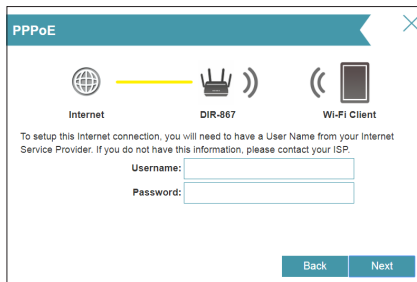 PPPoE
Internet DIR-867 Wi-Fi Client
To setup this Internet connection, you will need to have a User Name from your Internet
Service Provider. If you do not have this information, please contact your ISP.
Username:
Password:
Back Next